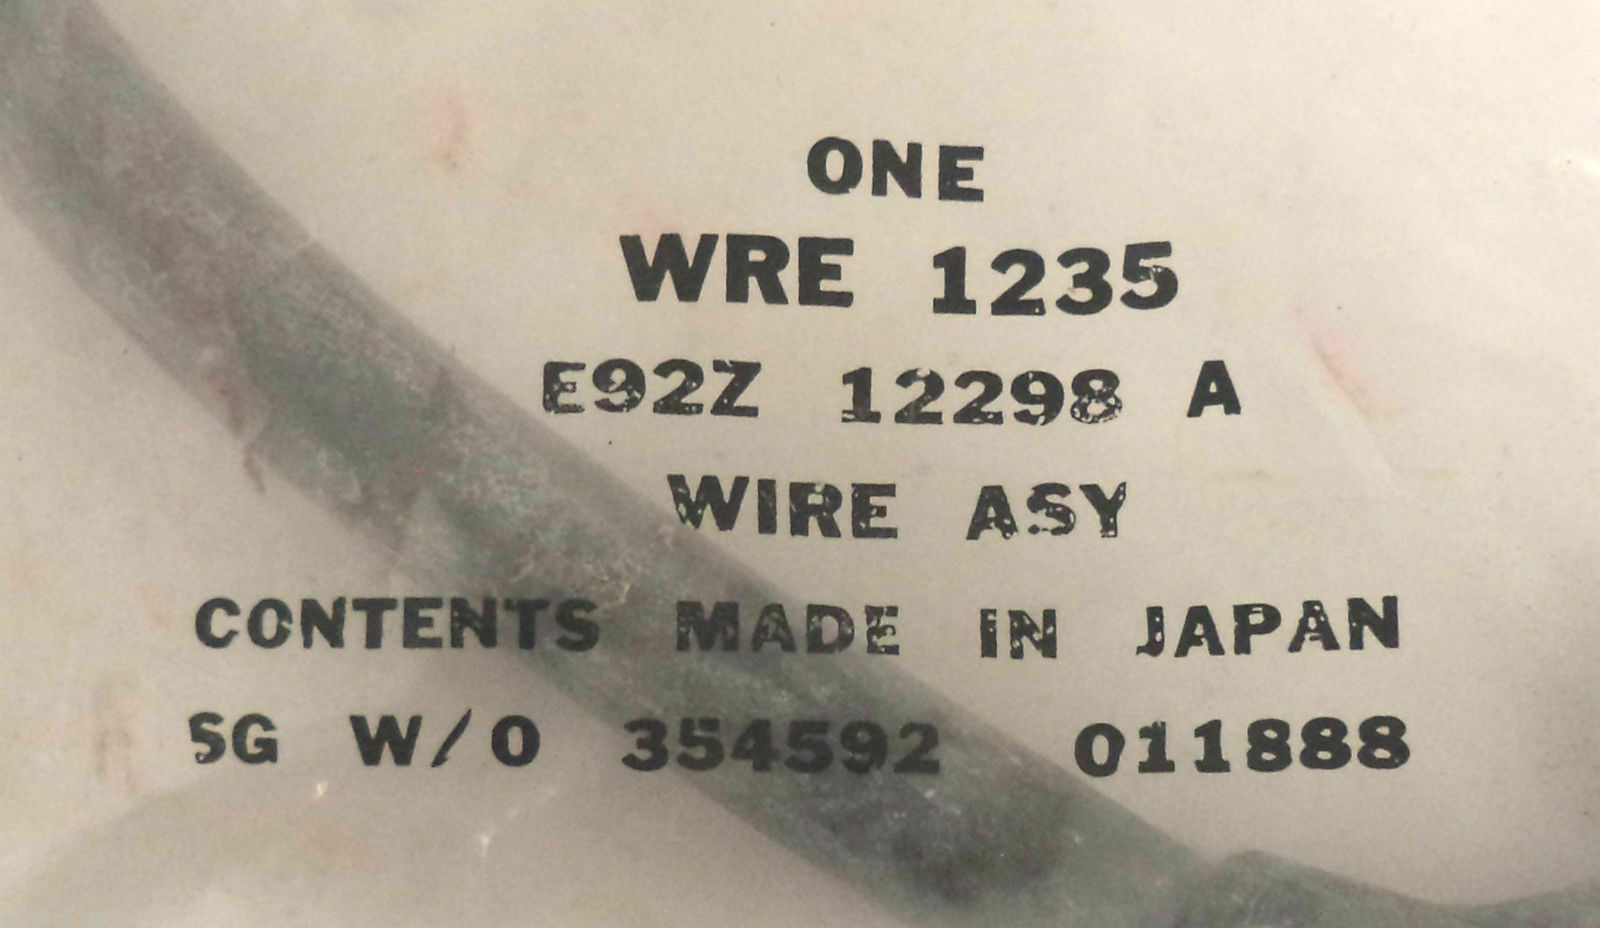 ONE
WRE 1235
E92Z 12298 A
WIRE ASY
CONTENTS MADE IN JAPAN
SG W/O 354592 011888